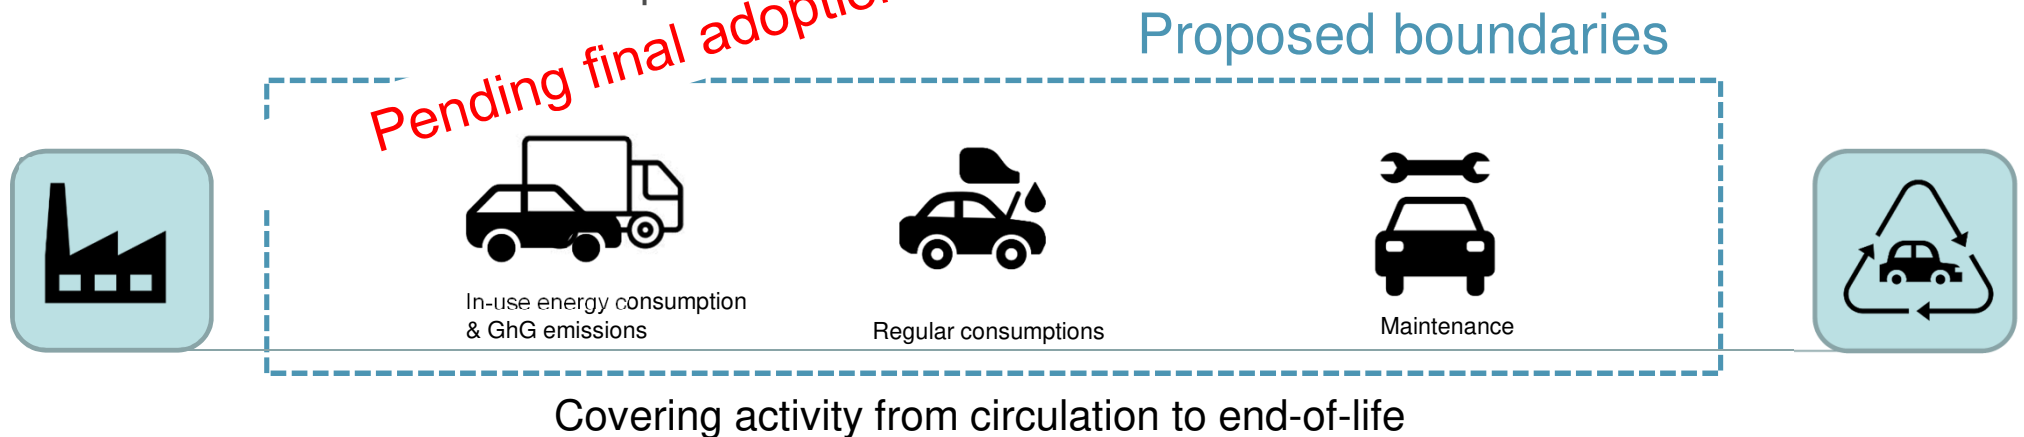 Pending final adoption
Proposed boundaries
In-use energy consumption
& GhG emissions
Regular consumptions
Maintenance
Covering activity from circulation to end-of-life